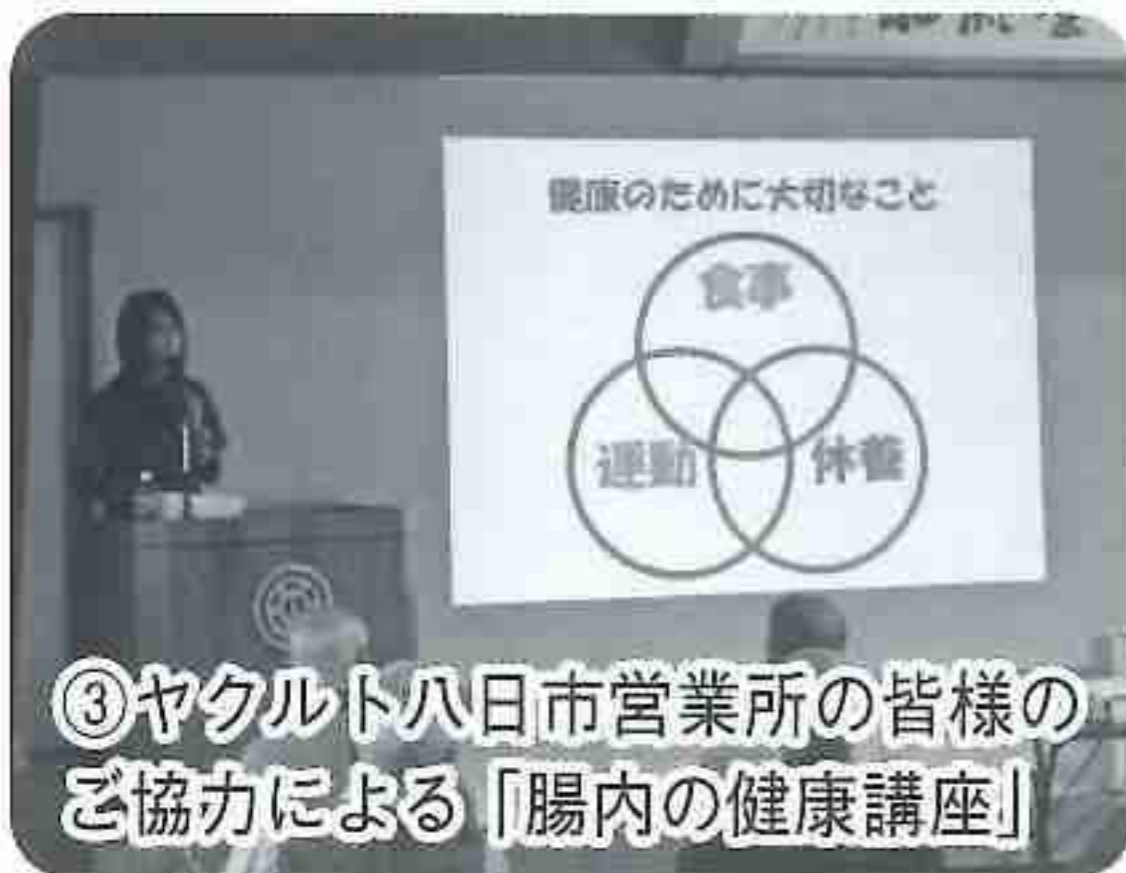 健康のために大切なこと
食事
運動
休養
③ヤクルト八日市営業所の皆様の
ご協力による「腸内の健康講座」